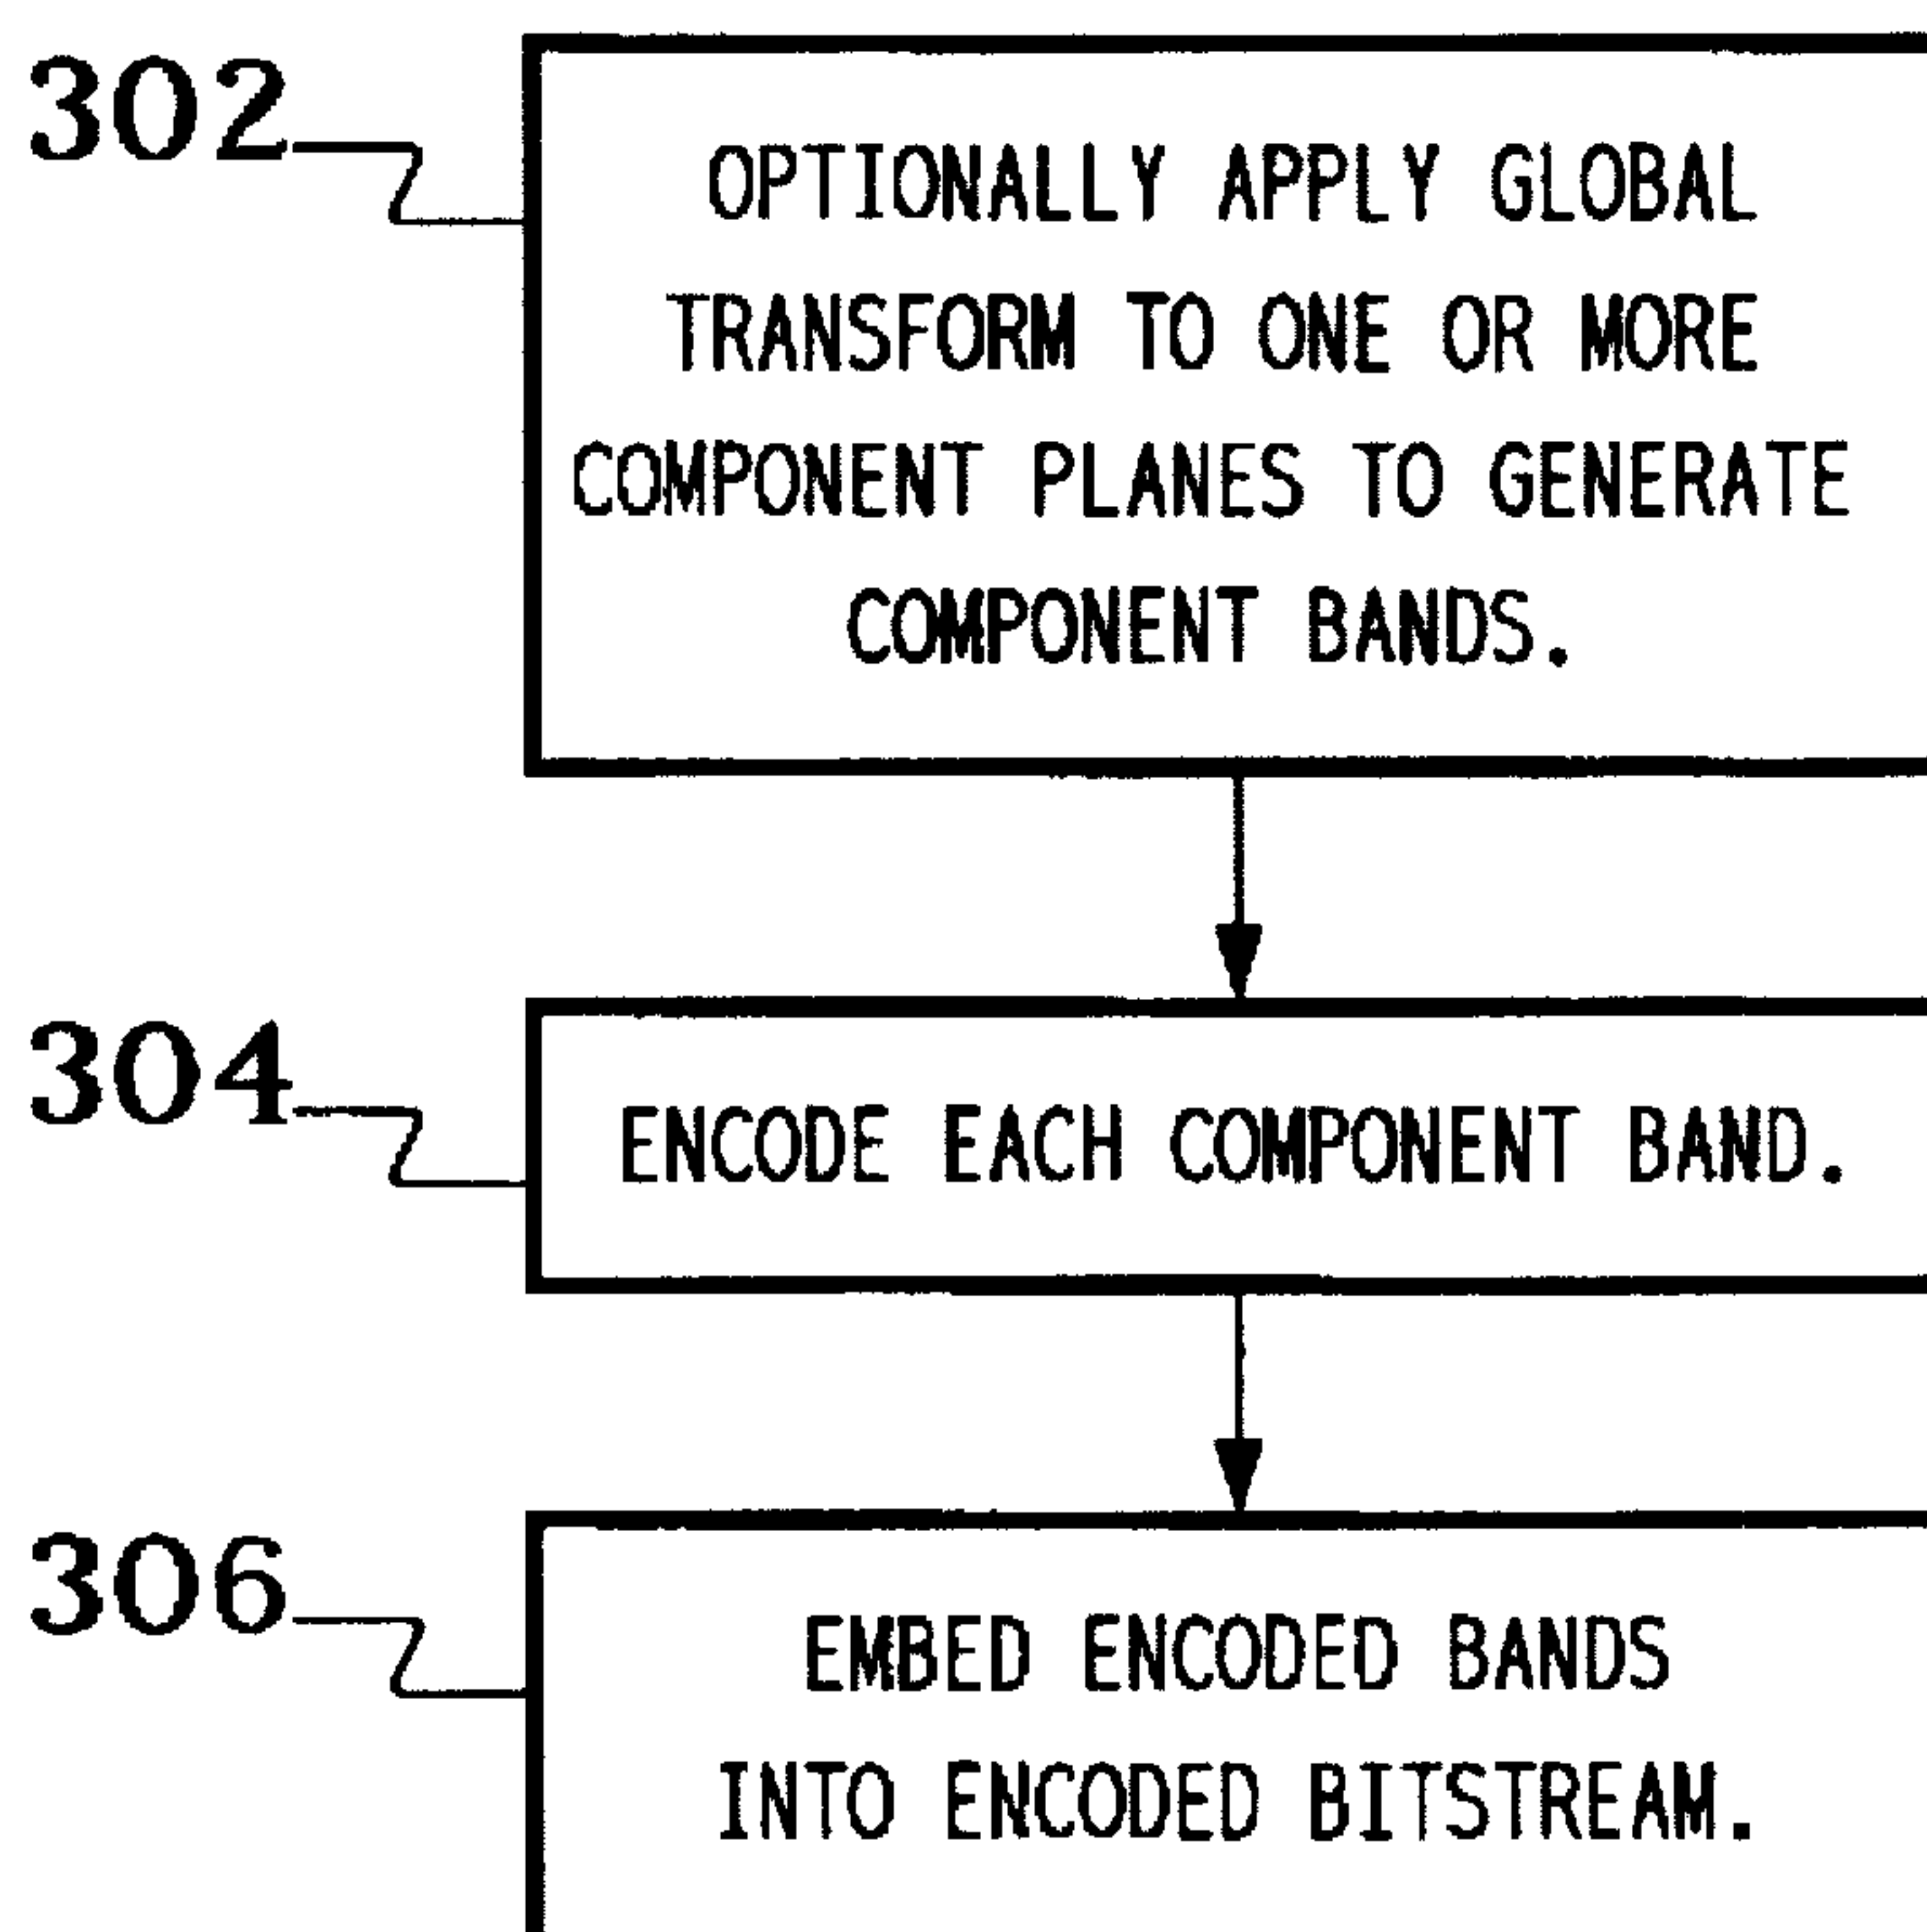 302
OPTIONALLY APPLY GLOBAL
TRANSFORM TO ONE OR MORE
COMPONENT PLANES TO GENERATE
COMPONENT BANDS.
304
ENCODE EACH COMPONENT BAND.
306
EMBED ENCODED BANDS
INTO ENCODED BITSTREAM.